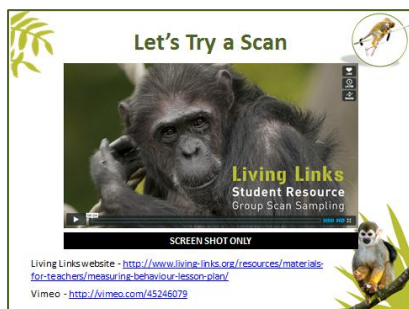 Let's Try a Scan
Living Links
Student Resource
Group Scan Sampling
SCREEN SHOT ONLY
Living Links website - http://www.living-links.org/resources/materials-
for-teachers/measuring-behaviour-lesson-plan/
Vimeo - http://vimeo.com/45246079